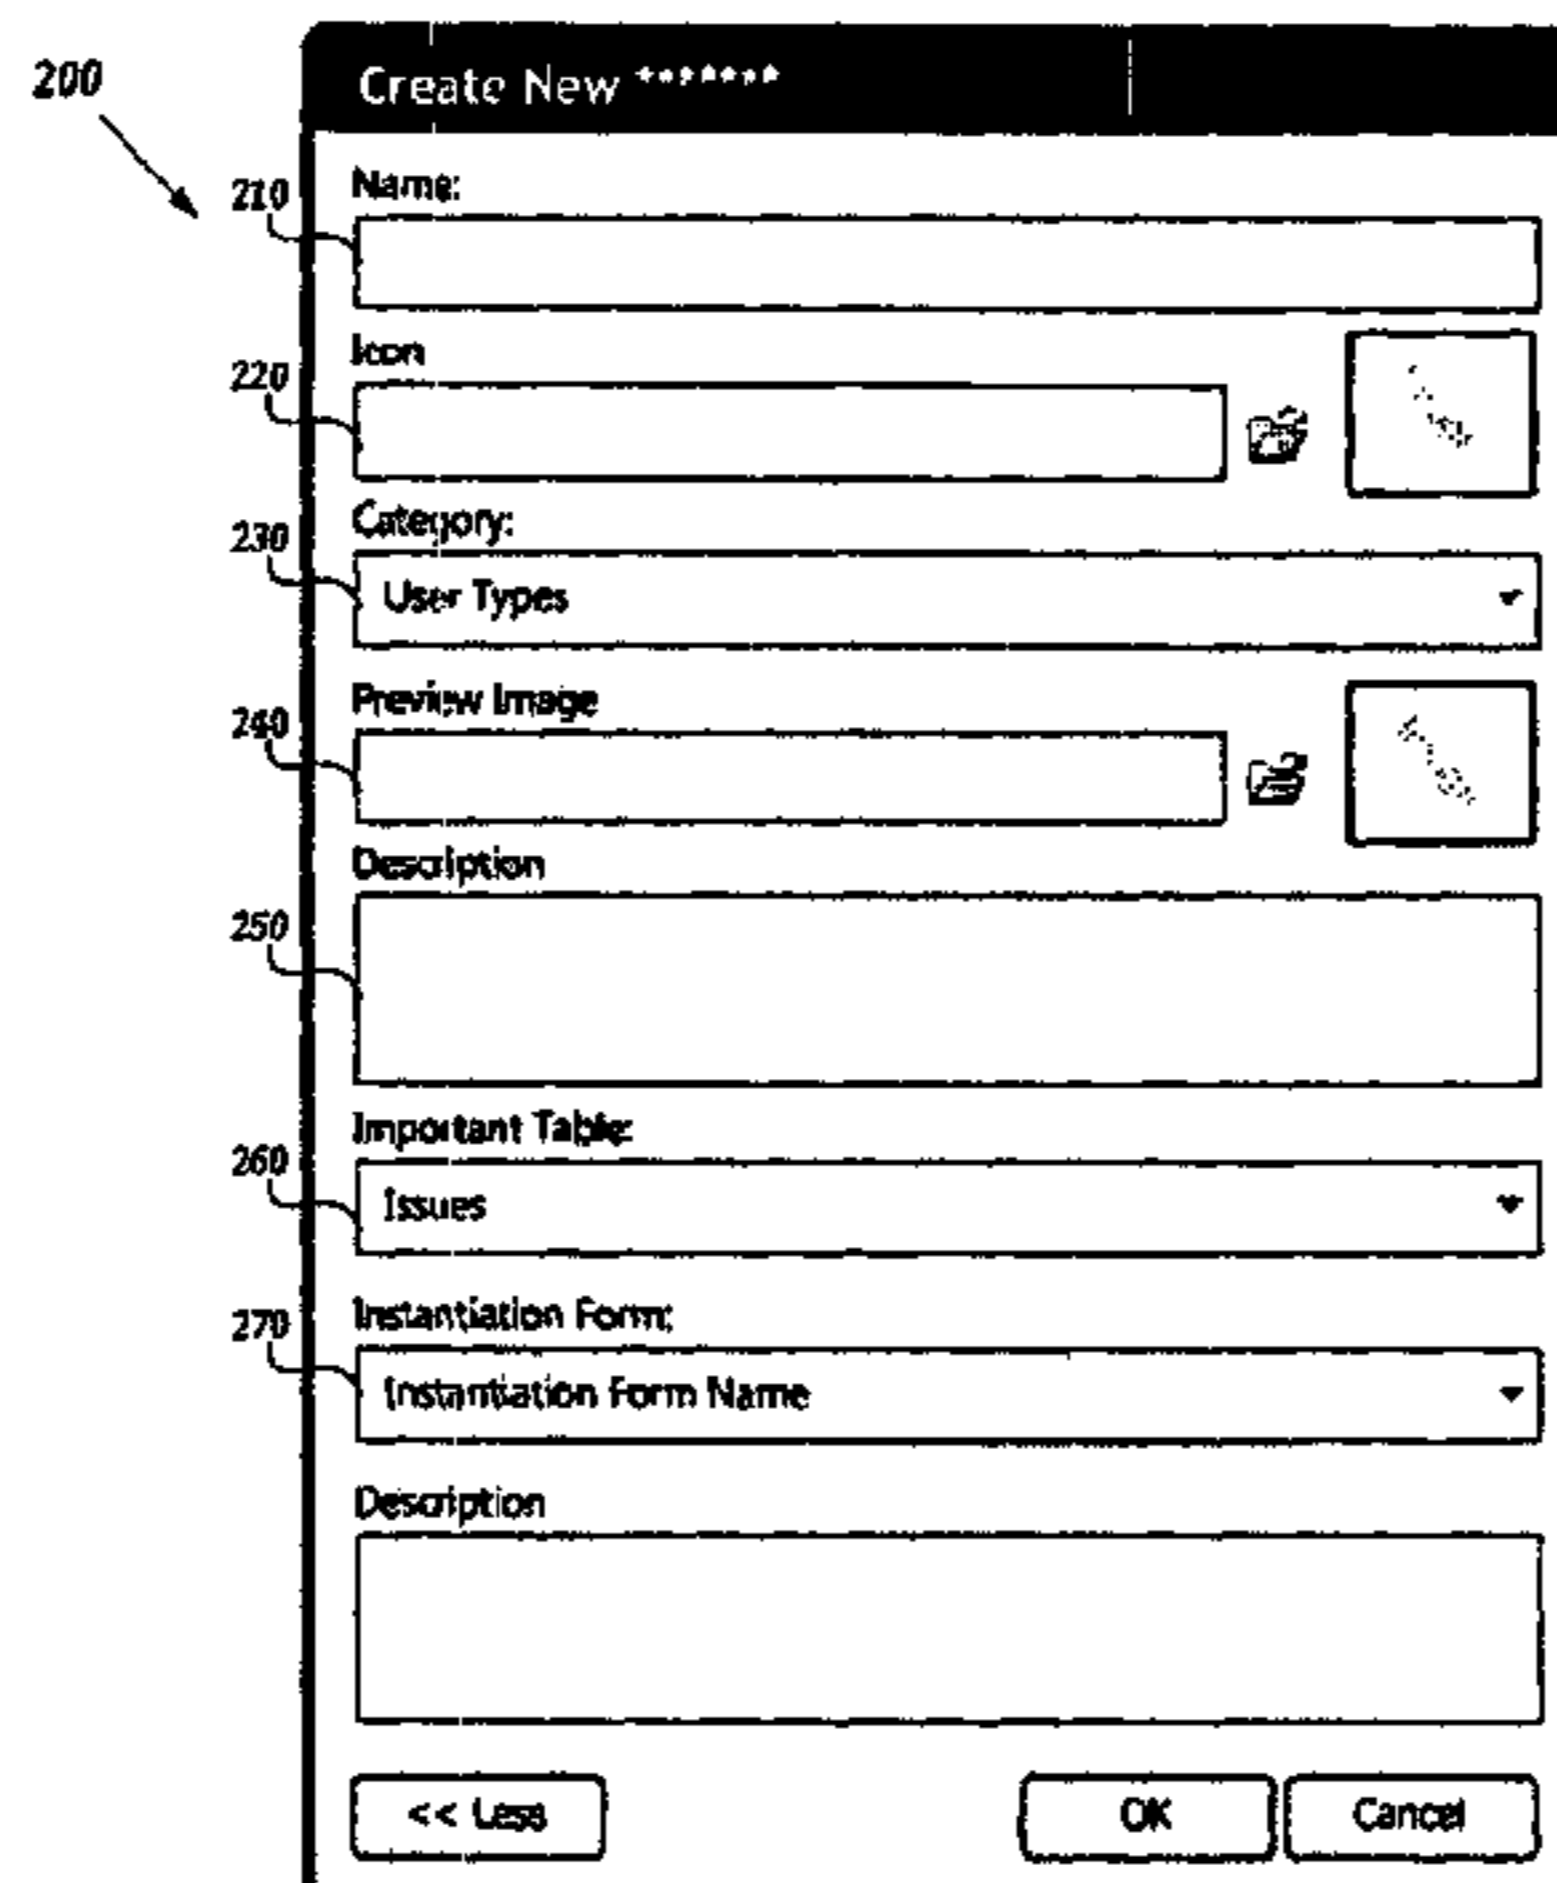 200
Create New *******
210
Name:
220
Icon
230
Category:
User Types
240
Preview Image
250
Description
260
Important Table:
Issues
270
Instantiation Form:
Instantiation Form Name
Description
<< Less
OK
Cancel